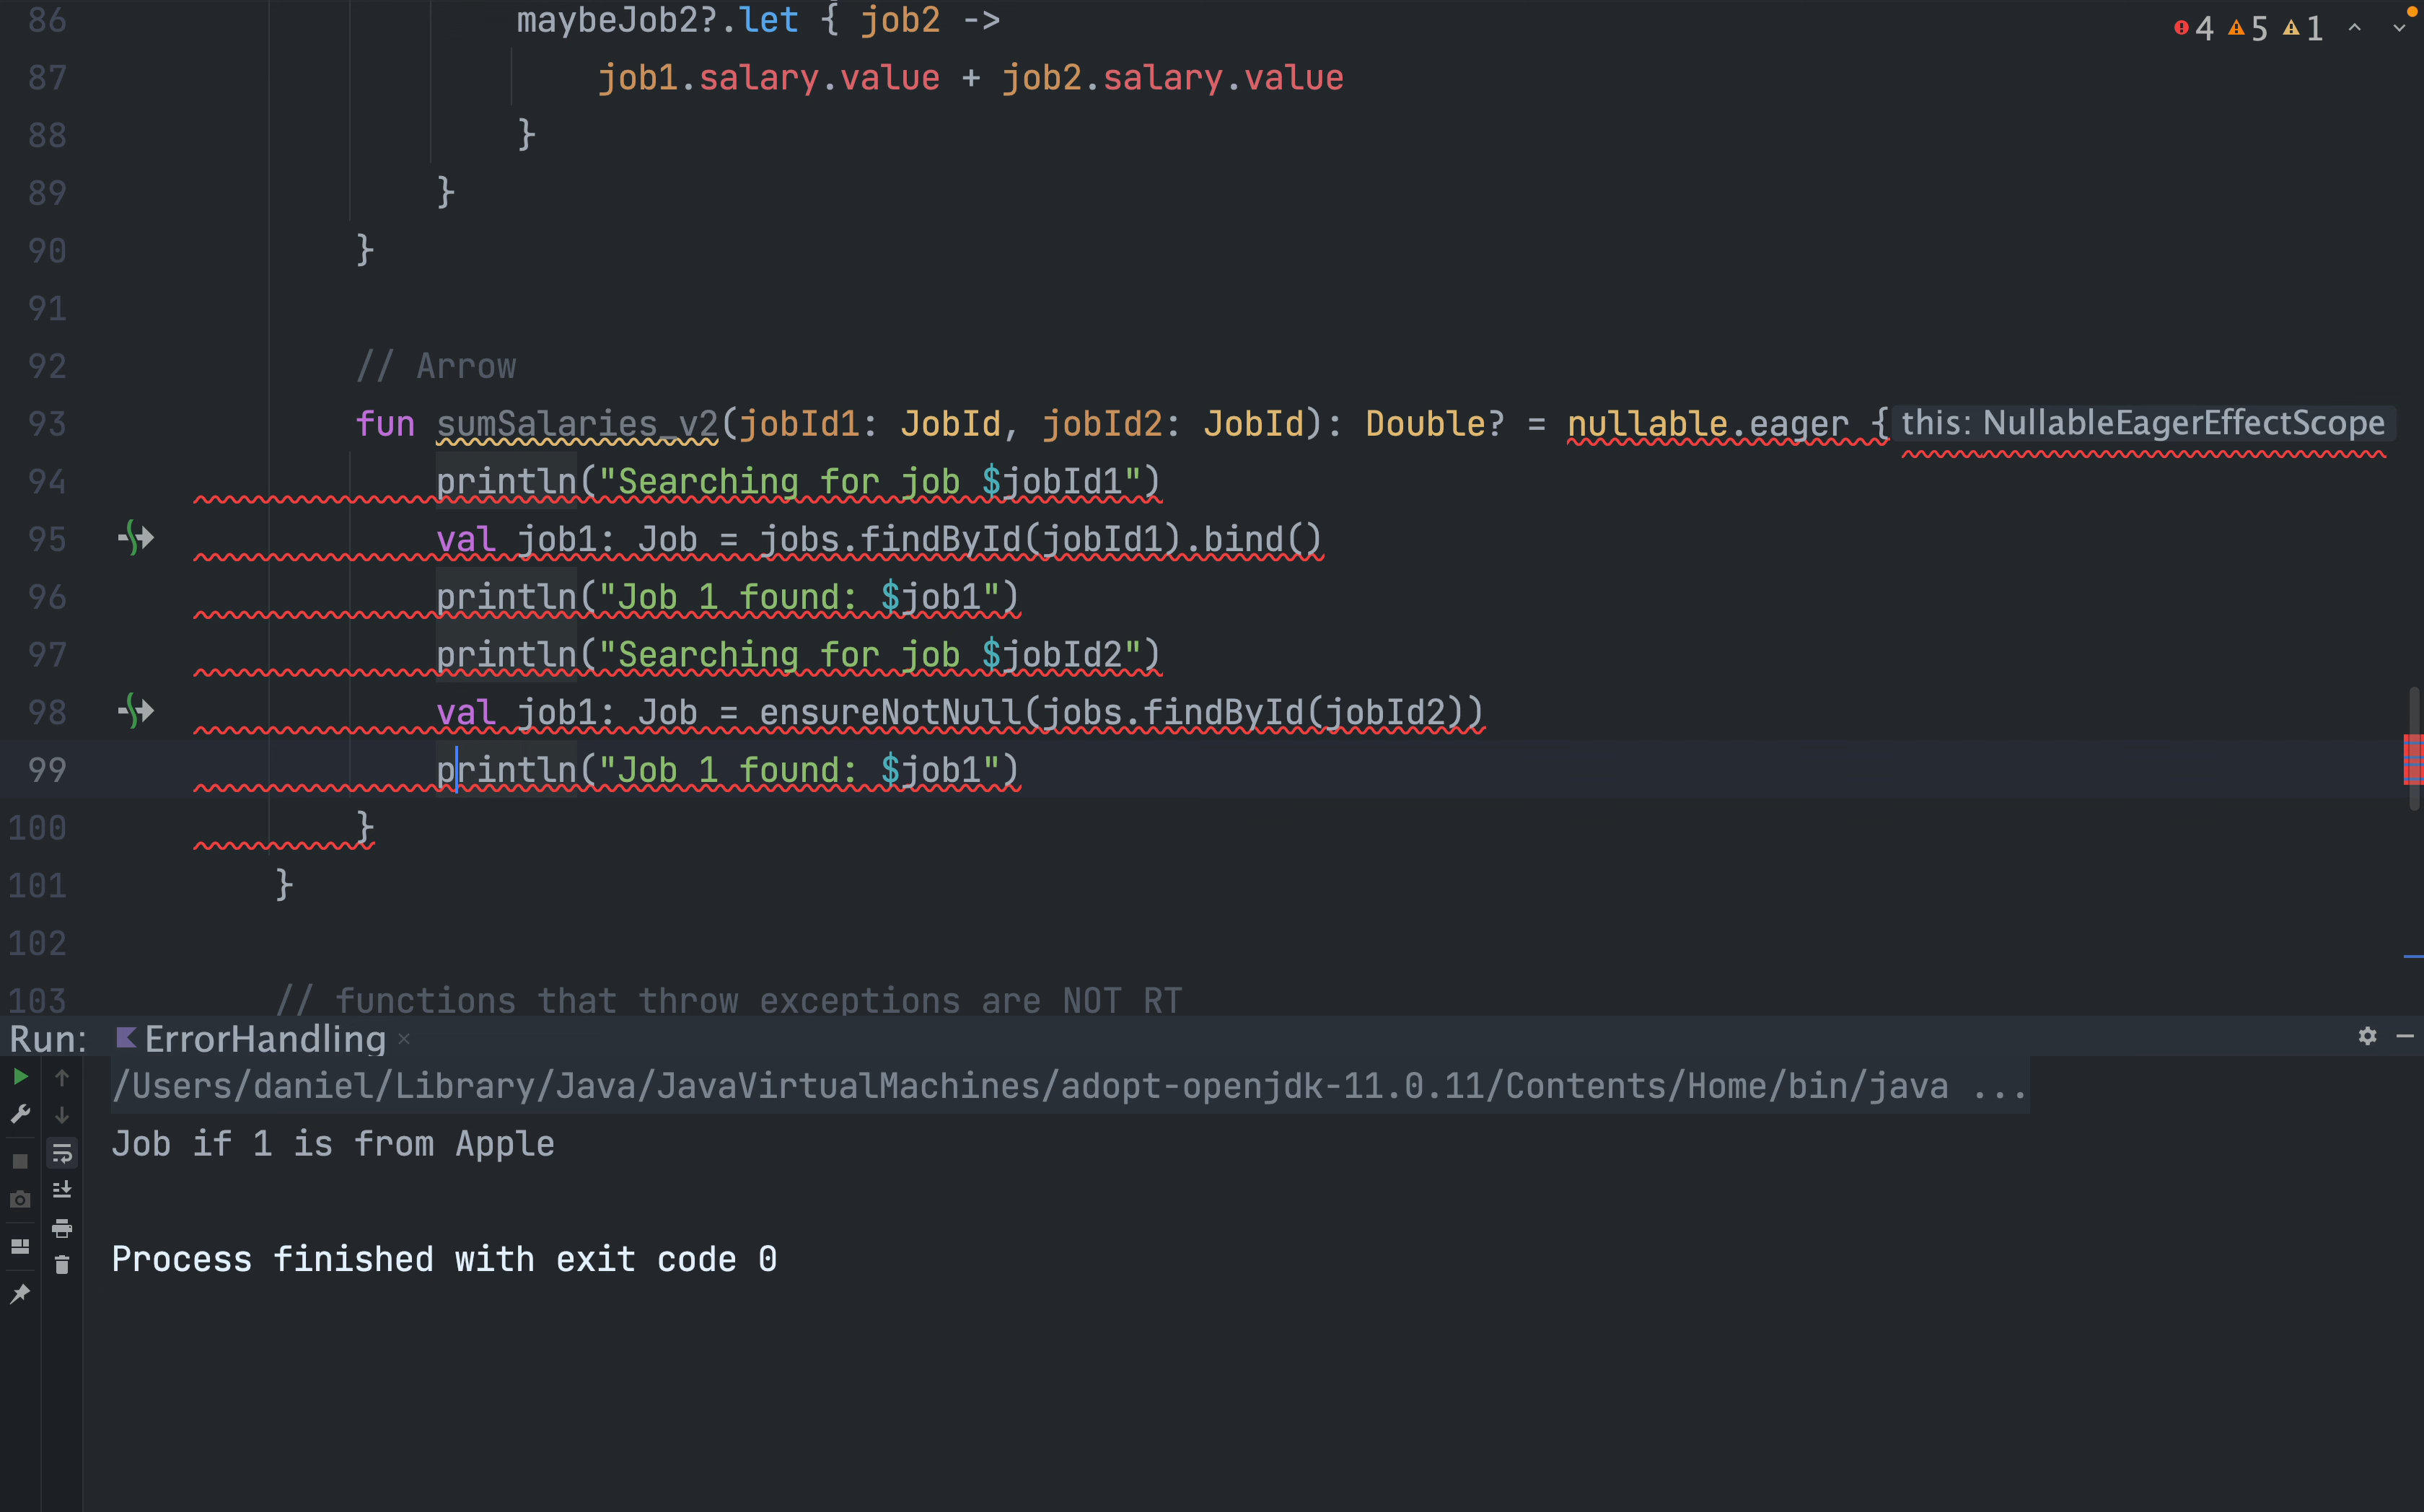 4 5 1
86 maybeJob2?.let { job2 ->
87 job1.salary.value + job2.salary.value
88 }
89 }
90 }
91
92 // Arrow
93 fun sumSalaries_v2(jobId1: JobId, jobId2: JobId): Double? = nullable.eager { this: NullableEagerEffectScope
94 println("Searching for job $jobId1")
95 val job1: Job = jobs.findById(jobId1).bind()
96 println("Job 1 found: $job1")
97 println("Searching for job $jobId2")
98 val job1: Job = ensureNotNull(jobs.findById(jobId2))
99 println("Job 1 found: $job1")
100 }
101 }
102
103 // functions that throw exceptions are NOT RT
Run: ErrorHandling
/Users/daniel/Library/Java/JavaVirtualMachines/adopt-openjdk-11.0.11/Contents/Home/bin/java ...
Job if 1 is from Apple
Process finished with exit code 0